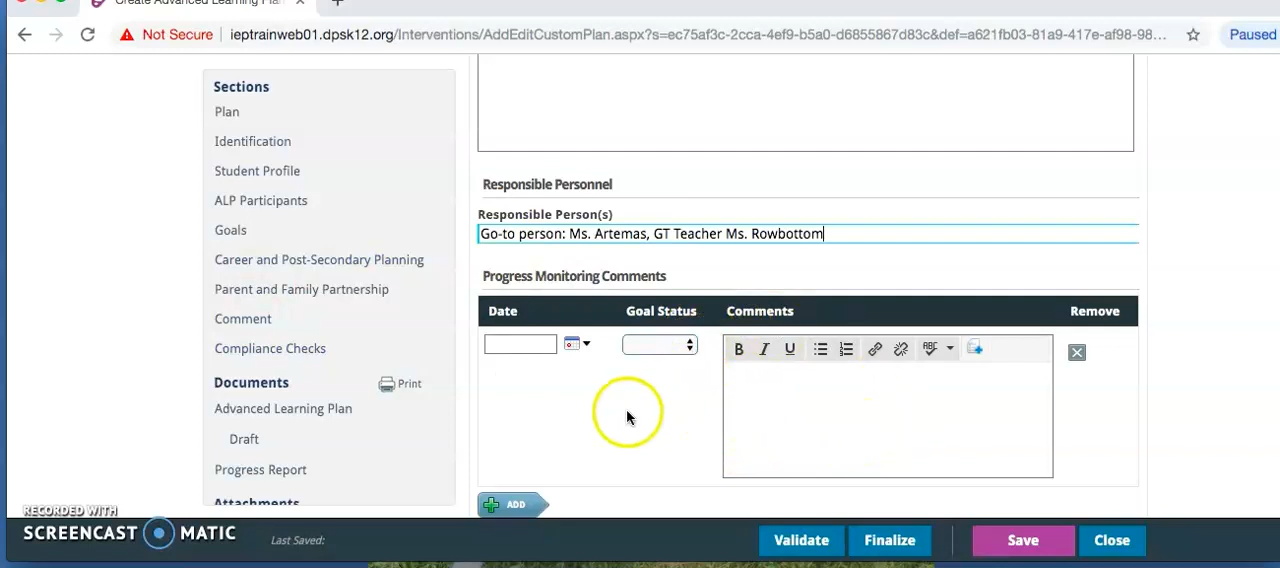 Create Advanced Learning Plan
Not Secure
ieptrainweb01.dpsk12.org/Interventions/AddEditCustomPlan.aspx?s=ec75af3c-2cca-4ef9-b5a0-d6855867d83c&def=a621fb03-81a9-417e-af98-98...
Paused
Sections
Plan
Identification
Student Profile
ALP Participants
Goals
Career and Post-Secondary Planning
Parent and Family Partnership
Comment
Compliance Checks
Documents
Print
Advanced Learning Plan
Draft
Progress Report
Attachments
Responsible Personnel
Responsible Person(s)
Go-to person: Ms. Artemas, GT Teacher Ms. Rowbottom
Progress Monitoring Comments
Date Goal Status Comments Remove
B I U ABC
ADD
RECORDED WITH
SCREENCAST MATIC
Last Saved:
Validate
Finalize
Save
Close